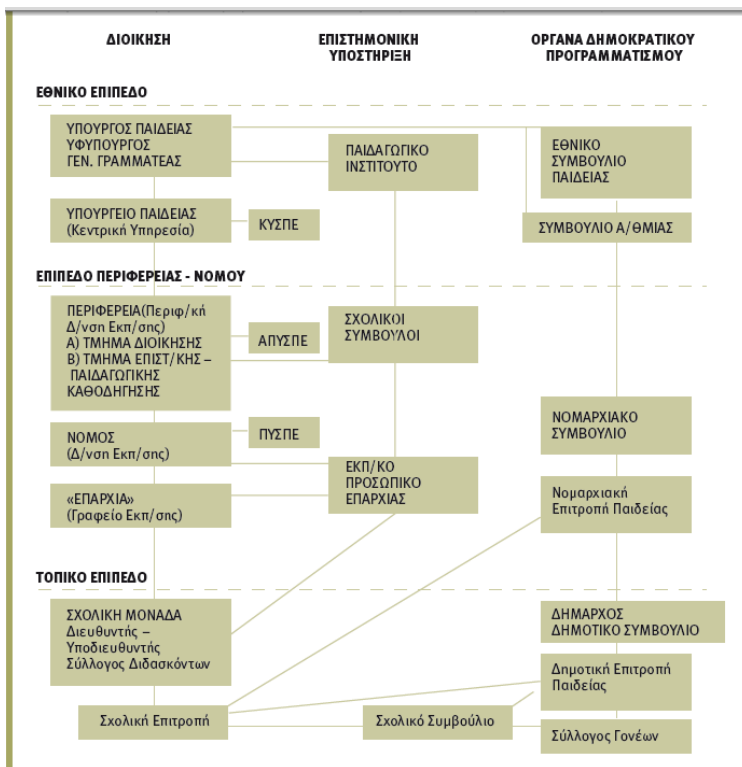 ΔΙΟΙΚΗΣΗ
ΕΠΙΣΤΗΜΟΝΙΚΗ
ΥΠΟΣΤΗΡΙΞΗ
ΟΡΓΑΝΑ ΔΗΜΟΚΡΑΤΙΚΟΥ
ΠΡΟΓΡΑΜΜΑΤΙΣΜΟΥ
ΕΘΝΙΚΟ ΕΠΙΠΕΔΟ
ΥΠΟΥΡΓΟΣ ΠΑΙΔΕΙΑΣ
ΥΦΥΠΟΥΡΓΟΣ
ΓΕΝ. ΓΡΑΜΜΑΤΕΑΣ
ΠΑΙΔΑΓΩΓΙΚΟ
ΙΝΣΤΙΤΟΥΤΟ
ΕΘΝΙΚΟ
ΣΥΜΒΟΥΛΙΟ
ΠΑΙΔΕΙΑΣ
ΥΠΟΥΡΓΕΙΟ ΠΑΙΔΕΙΑΣ
(Κεντρική Υπηρεσία)
ΚΥΣΠΕ
ΣΥΜΒΟΥΛΙΟ Α/ΘΜΙΑΣ
ΕΠΙΠΕΔΟ ΠΕΡΙΦΕΡΕΙΑΣ - ΝΟΜΟΥ
ΠΕΡΙΦΕΡΕΙΑ(Περιφ/κή
Δ/νση Εκπ/σης)
Α) ΤΜΗΜΑ ΔΙΟΙΚΗΣΗΣ
Β) ΤΜΗΜΑ ΕΠΙΣΤ/ΚΗΣ –
ΠΑΙΔΑΓΩΓΙΚΗΣ
ΚΑΘΟΔΗΓΗΣΗΣ
ΑΠΥΣΠΕ
ΣΧΟΛΙΚΟΙ
ΣΥΜΒΟΥΛΟΙ
ΝΟΜΟΣ
(Δ/νση Εκπ/σης)
ΠΥΣΠΕ
ΝΟΜΑΡΧΙΑΚΟ
ΣΥΜΒΟΥΛΙΟ
«ΕΠΑΡΧΙΑ»
(Γραφείο Εκπ/σης)
ΕΚΠ/ΚΟ
ΠΡΟΣΩΠΙΚΟ
ΕΠΑΡΧΙΑΣ
Νομαρχιακή
Επιτροπή Παιδείας
ΤΟΠΙΚΟ ΕΠΙΠΕΔΟ
ΣΧΟΛΙΚΗ ΜΟΝΑΔΑ
Διευθυντής –
Υποδιευθυντής
Σύλλογος Διδασκόντων
ΔΗΜΑΡΧΟΣ
ΔΗΜΟΤΙΚΟ ΣΥΜΒΟΥΛΙΟ
Δημοτική Επιτροπή
Παιδείας
Σχολική Επιτροπή
Σχολικό Συμβούλιο
Σύλλογος Γονέων